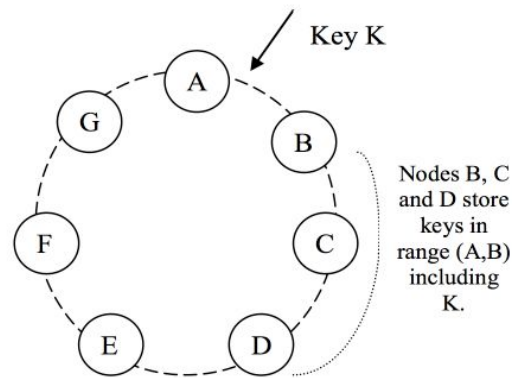 Key K
A
B
C
D
E
F
G
Nodes B, C
and D store
keys in
range (A,B)
including
K.